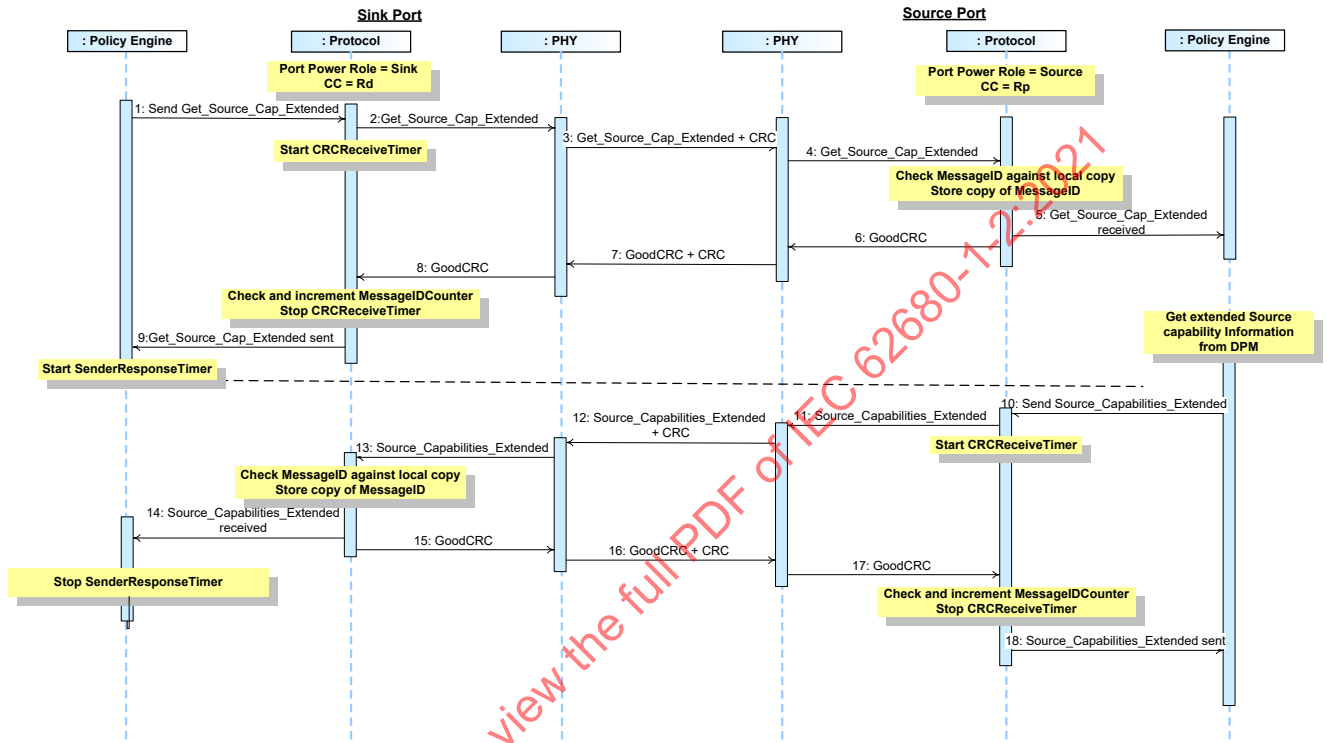 Sink Port
Source Port
: Policy Engine
: Protocol
: PHY
: PHY
: Protocol
: Policy Engine
Port Power Role = Sink
CC = Rd
Port Power Role = Source
CC = Rp
1: Send Get_Source_Cap_Extended
2:Get_Source_Cap_Extended
Start CRCReceiveTimer
3: Get_Source_Cap_Extended + CRC
4: Get_Source_Cap_Extended
Check MessageID against local copy
Store copy of MessageID
5: Get_Source_Cap_Extended
received
6: GoodCRC
7: GoodCRC + CRC
8: GoodCRC
Check and increment MessageIDCounter
Stop CRCReceiveTimer
9:Get_Source_Cap_Extended sent
Start SenderResponseTimer
Get extended Source
capability Information
from DPM
10: Send Source_Capabilities_Extended
11: Source_Capabilities_Extended
Start CRCReceiveTimer
12: Source_Capabilities_Extended
+ CRC
13: Source_Capabilities_Extended
Check MessageID against local copy
Store copy of MessageID
14: Source_Capabilities_Extended
received
15: GoodCRC
16: GoodCRC + CRC
17: GoodCRC
Stop SenderResponseTimer
Check and increment MessageIDCounter
Stop CRCReceiveTimer
18: Source_Capabilities_Extended sent
view the full PDF of IEC 62680-1-2:2021